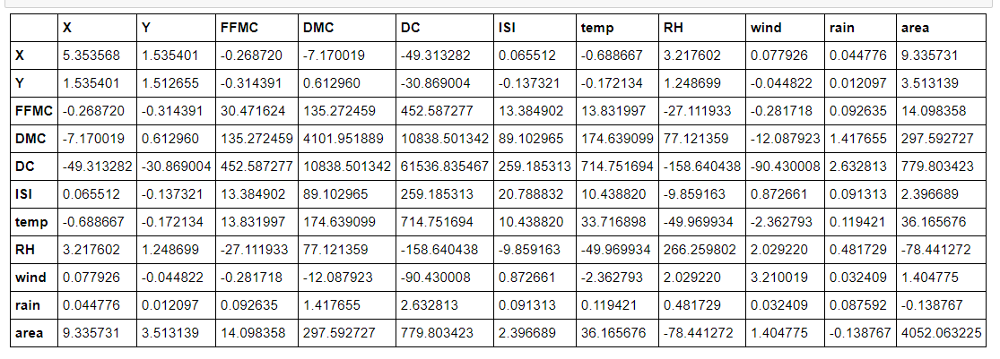 X Y FFMC DMC DC ISI temp RH wind rain area
X 5.353568 1.535401 -0.268720 -7.170019 -49.313282 0.065512 -0.688667 3.217602 0.077926 0.044776 9.335731
Y 1.535401 1.512655 -0.314391 0.612960 -30.869004 -0.137321 -0.172134 1.248699 -0.044822 0.012097 3.513139
FFMC -0.268720 -0.314391 30.471624 135.272459 452.587277 13.384902 13.831997 -27.111933 -0.281718 0.092635 14.098358
DMC -7.170019 0.612960 135.272459 4101.951889 10838.501342 89.102965 174.639099 77.121359 -12.087923 1.417655 297.592727
DC -49.313282 -30.869004 452.587277 10838.501342 61536.835467 259.185313 714.751694 -158.640438 -90.430008 2.632813 779.803423
ISI 0.065512 -0.137321 13.384902 89.102965 259.185313 20.788832 10.438820 -9.859163 0.872661 0.091313 2.396689
temp -0.688667 -0.172134 13.831997 174.639099 714.751694 10.438820 33.716898 -49.969934 -2.362793 0.119421 36.165676
RH 3.217602 1.248699 -27.111933 77.121359 -158.640438 -9.859163 -49.969934 266.259802 2.029220 0.481729 -78.441272
wind 0.077926 -0.044822 -0.281718 -12.087923 -90.430008 0.872661 -2.362793 2.029220 3.210019 0.032409 1.404775
rain 0.044776 0.012097 0.092635 1.417655 2.632813 0.091313 0.119421 0.481729 0.032409 0.087592 -0.138767
area 9.335731 3.513139 14.098358 297.592727 779.803423 2.396689 36.165676 -78.441272 1.404775 -0.138767 4052.063225